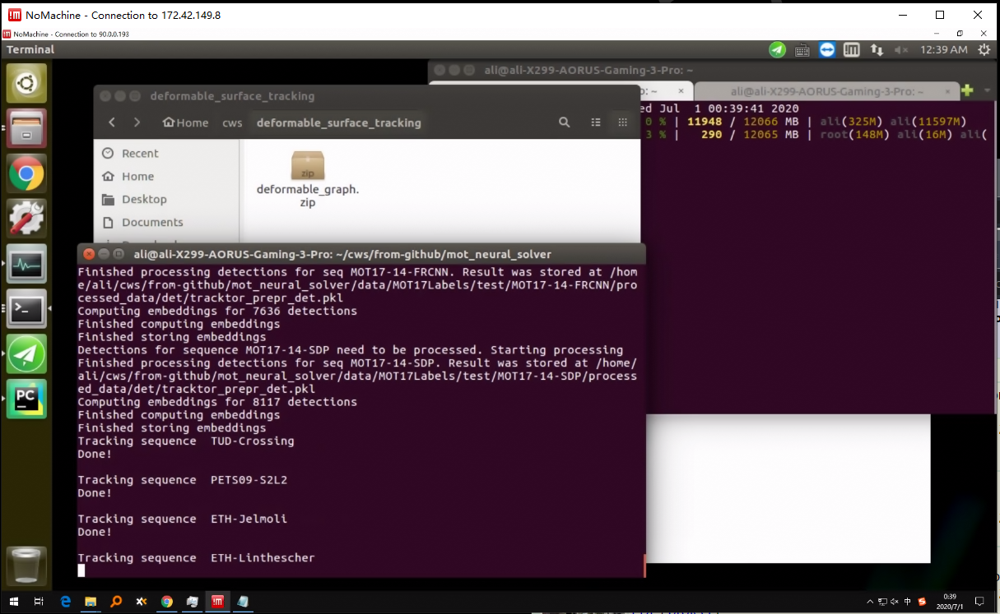 NoMachine - Connection to 172.42.149.8
NoMachine - Connection to 90.0.0.193
Terminal
12:39 AM
ali@ali-X299-AORUS-Gaming-3-Pro: ~
deformable_surface_tracking
: ~ × ali@ali-X299-AORUS-Gaming-3-Pro: ~ ×
Home cws deformable_surface_tracking
ed Jul 1 00:39:41 2020
0 % | 11948 / 12066 MB | ali(325M) ali(11597M)
3 % | 290 / 12065 MB | root(148M) ali(16M) ali(
Recent
Home
Desktop
Documents
zip
deformable_graph.
zip
ali@ali-X299-AORUS-Gaming-3-Pro: ~/cws/from-github/mot_neural_solver
Finished processing detections for seq MOT17-14-FRCNN. Result was stored at /hom
e/ali/cws/from-github/mot_neural_solver/data/MOT17Labels/test/MOT17-14-FRCNN/pro
cessed_data/det/tracktor_prepr_det.pkl
Computing embeddings for 7636 detections
Finished computing embeddings
Finished storing embeddings
Detections for sequence MOT17-14-SDP need to be processed. Starting processing
Finished processing detections for seq MOT17-14-SDP. Result was stored at /home/
ali/cws/from-github/mot_neural_solver/data/MOT17Labels/test/MOT17-14-SDP/process
ed_data/det/tracktor_prepr_det.pkl
Computing embeddings for 8117 detections
Finished computing embeddings
Finished storing embeddings
Tracking sequence TUD-Crossing
Done!
Tracking sequence PETS09-S2L2
Done!
Tracking sequence ETH-Jelmoli
Done!
Tracking sequence ETH-Linthescher
PC
中
0:39
2020/7/1